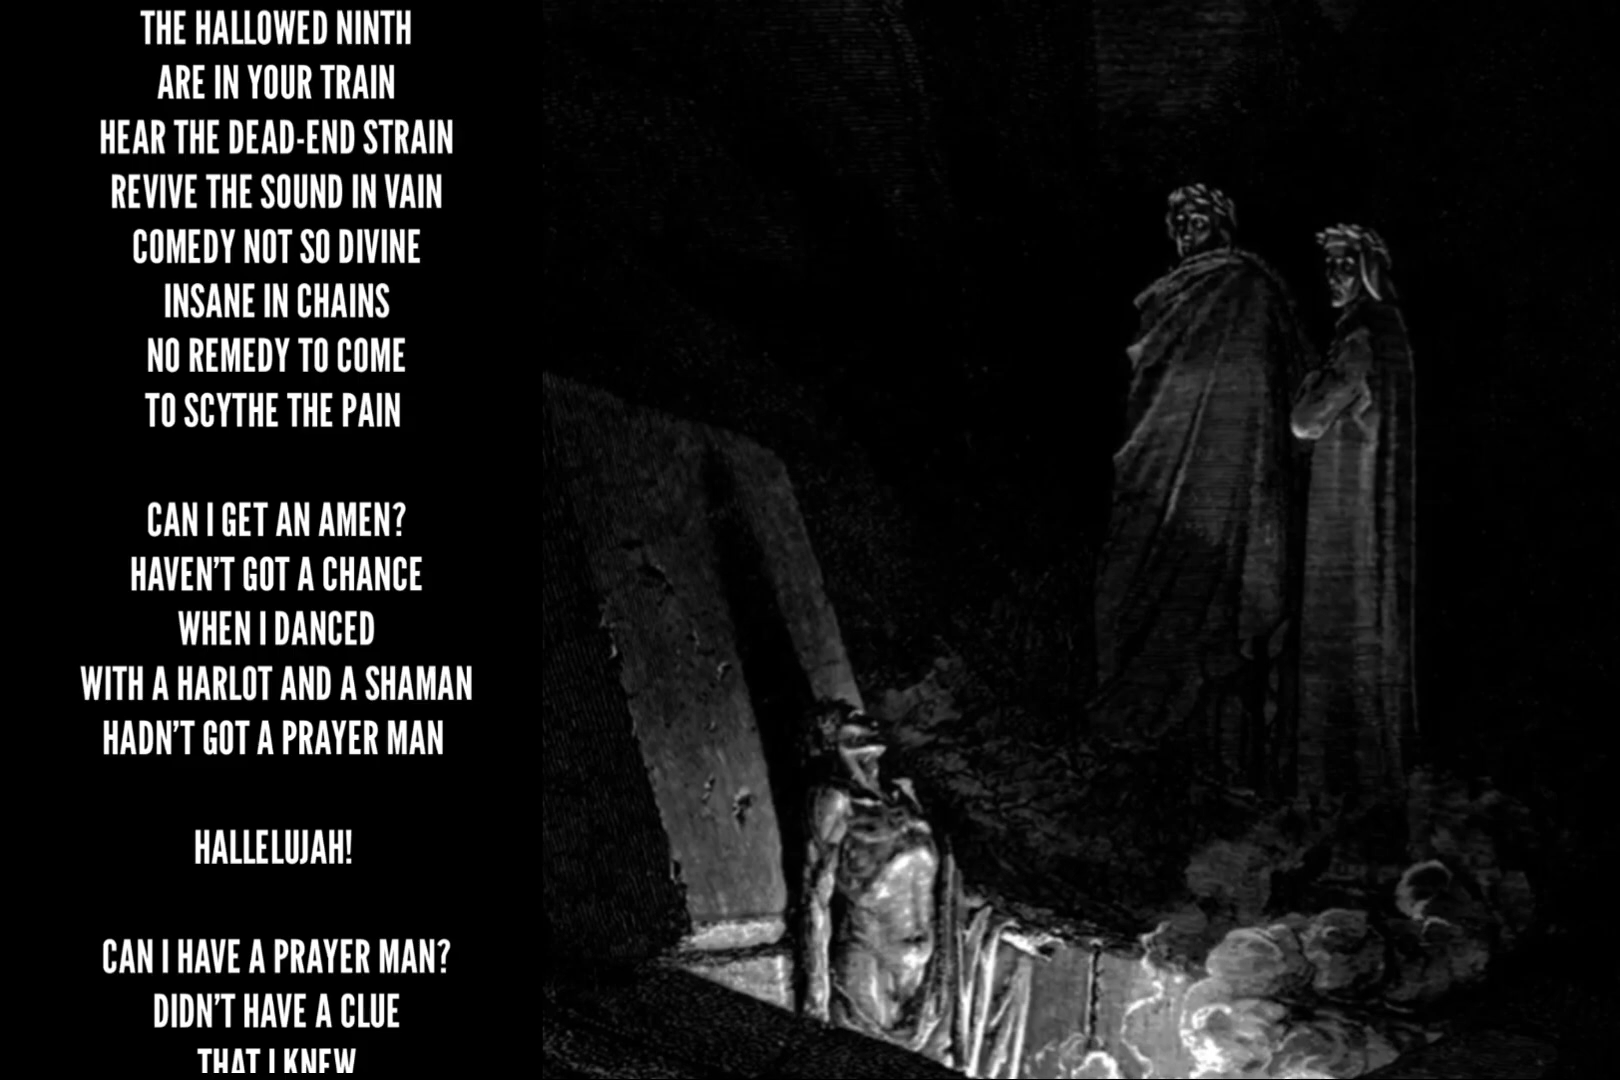 THE HALLOWED NINTH
ARE IN YOUR TRAIN
HEAR THE DEAD-END STRAIN
REVIVE THE SOUND IN VAIN
COMEDY NOT SO DIVINE
INSANE IN CHAINS
NO REMEDY TO COME
TO SCYTHE THE PAIN
CAN I GET AN AMEN?
HAVEN'T GOT A CHANCE
WHEN I DANCED
WITH A HARLOT AND A SHAMAN
HADN'T GOT A PRAYER MAN
HALLELUJAH!
CAN I HAVE A PRAYER MAN?
DIDN'T HAVE A CLUE
THAT I KNEW